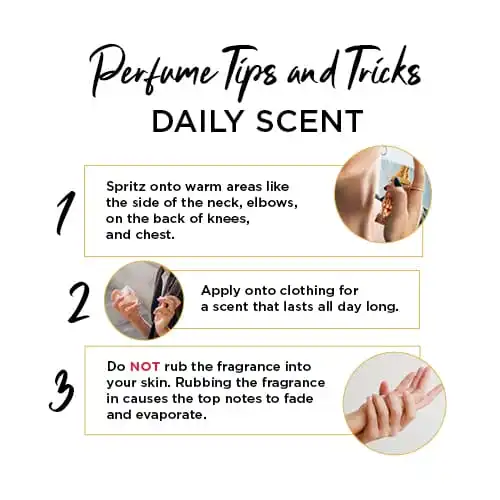 Perfume Tips and Tricks
DAILY SCENT
1
Spritz onto warm areas like
the side of the neck, elbows,
on the back of knees,
and chest.
2
Apply onto clothing for
a scent that lasts all day long.
3
Do NOT rub the fragrance into
your skin. Rubbing the fragrance
in causes the top notes to fade
and evaporate.